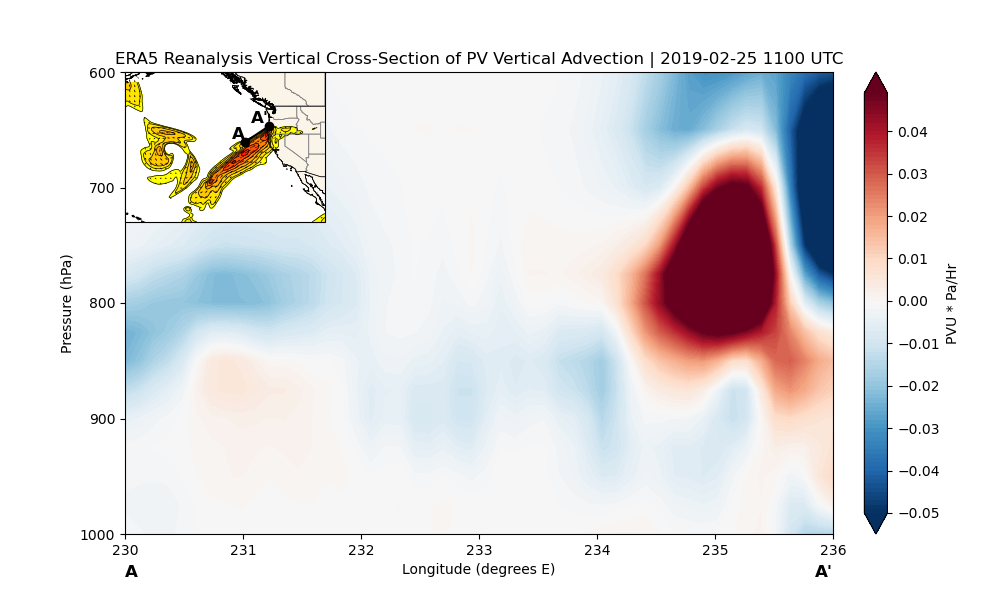 ERA5 Reanalysis Vertical Cross-Section of PV Vertical Advection | 2019-02-25 1100 UTC
600
700
800
900
1000
Pressure (hPa)
A
A'
230
231
232
233
234
235
236
A
Longitude (degrees E)
A'
0.04
0.03
0.02
0.01
0.00
−0.01
−0.02
−0.03
−0.04
−0.05
PVU * Pa/Hr